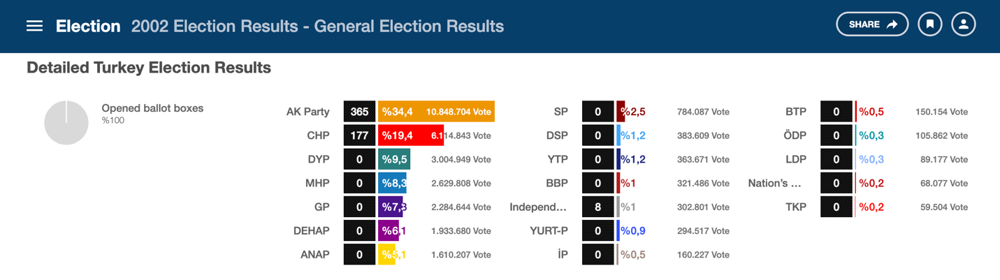 Election 2002 Election Results - General Election Results SHARE
Detailed Turkey Election Results
Opened ballot boxes
%100
AK Party 365 %34,4 10.848.704 Vote
CHP 177 %19,4 6.114.843 Vote
DYP 0 %9,5 3.004.949 Vote
MHP 0 %8,3 2.629.808 Vote
GP 0 %7,3 2.284.644 Vote
DEHAP 0 %6,1 1.933.680 Vote
ANAP 0 %5,1 1.610.207 Vote
SP 0 %2,5 784.087 Vote
DSP 0 %1,2 383.609 Vote
YTP 0 %1,2 363.671 Vote
BBP 0 %1 321.486 Vote
Independ... 8 %1 302.801 Vote
YURT-P 0 %0,9 294.517 Vote
İP 0 %0,5 160.227 Vote
BTP 0 %0,5 150.154 Vote
ÖDP 0 %0,3 105.862 Vote
LDP 0 %0,3 89.177 Vote
Nation’s ... 0 %0,2 68.077 Vote
TKP 0 %0,2 59.504 Vote